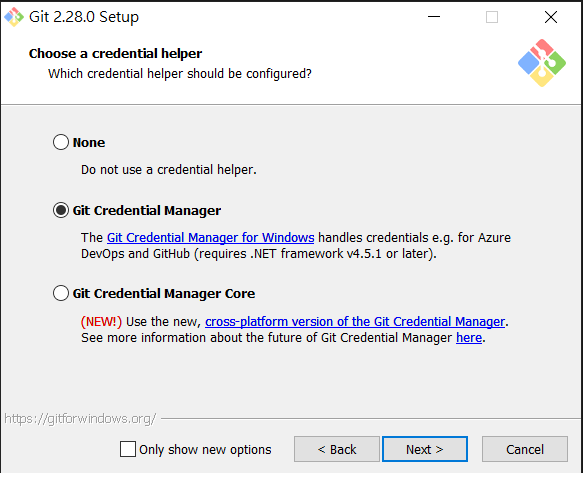 Git 2.28.0 Setup
Choose a credential helper
Which credential helper should be configured?
None
Do not use a credential helper.
Git Credential Manager
The Git Credential Manager for Windows handles credentials e.g. for Azure
DevOps and GitHub (requires .NET framework v4.5.1 or later).
Git Credential Manager Core
(NEW!) Use the new, cross-platform version of the Git Credential Manager.
See more information about the future of Git Credential Manager here.
https://gitforwindows.org/
Only show new options
< Back
Next >
Cancel